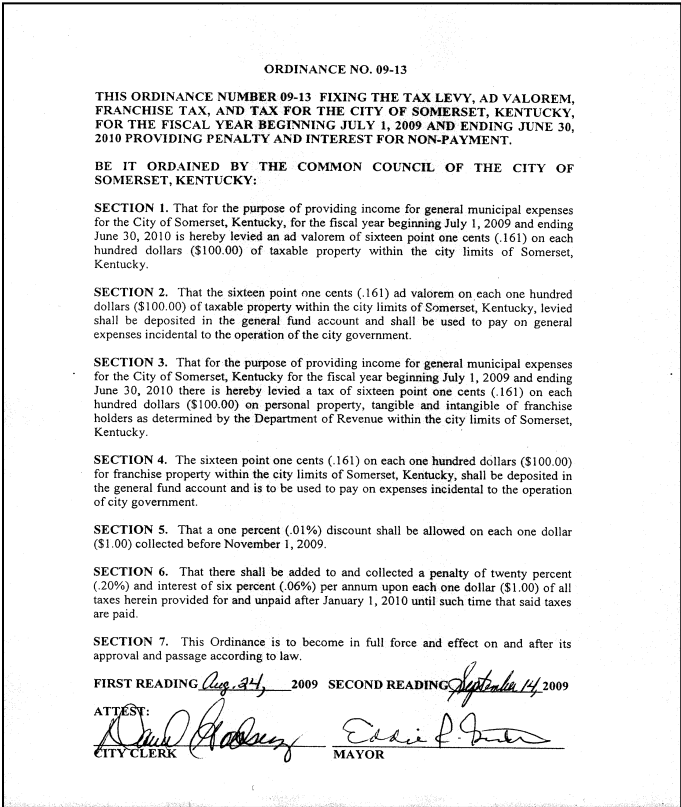 ORDINANCE NO. 09-13
THIS ORDINANCE NUMBER 09-13 FIXING THE TAX LEVY, AD VALOREM,
FRANCHISE TAX, AND TAX FOR THE CITY OF SOMERSET, KENTUCKY,
FOR THE FISCAL YEAR BEGINNING JULY 1, 2009 AND ENDING JUNE 30,
2010 PROVIDING PENALTY AND INTEREST FOR NON-PAYMENT.
BE IT ORDAINED BY THE COMMON COUNCIL OF THE CITY OF
SOMERSET, KENTUCKY:
SECTION 1. That for the purpose of providing income for general municipal expenses
for the City of Somerset, Kentucky, for the fiscal year beginning July 1, 2009 and ending
June 30, 2010 is hereby levied an ad valorem of sixteen point one cents (.161) on each
hundred dollars ($100.00) of taxable property within the city limits of Somerset,
Kentucky.
SECTION 2. That the sixteen point one cents (.161) ad valorem on each one hundred
dollars ($100.00) of taxable property within the city limits of Somerset, Kentucky, levied
shall be deposited in the general fund account and shall be used to pay on general
expenses incidental to the operation of the city government.
SECTION 3. That for the purpose of providing income for general municipal expenses
for the City of Somerset, Kentucky for the fiscal year beginning July 1, 2009 and ending
June 30, 2010 there is hereby levied a tax of sixteen point one cents (.161) on each
hundred dollars ($100.00) on personal property, tangible and intangible of franchise
holders as determined by the Department of Revenue within the city limits of Somerset,
Kentucky.
SECTION 4. The sixteen point one cents (.161) on each one hundred dollars ($100.00)
for franchise property within the city limits of Somerset, Kentucky, shall be deposited in
the general fund account and is to be used to pay on expenses incidental to the operation
of city government.
SECTION 5. That a one percent (.01%) discount shall be allowed on each one dollar
($1.00) collected before November 1, 2009.
SECTION 6. That there shall be added to and collected a penalty of twenty percent
(.20%) and interest of six percent (.06%) per annum upon each one dollar ($1.00) of all
taxes herein provided for and unpaid after January 1, 2010 until such time that said taxes
are paid.
SECTION 7. This Ordinance is to become in full force and effect on and after its
approval and passage according to law.
FIRST READING Aug. 24, 2009 SECOND READING September 14, 2009
ATTEST:
David Eddie
CITY CLERK MAYOR